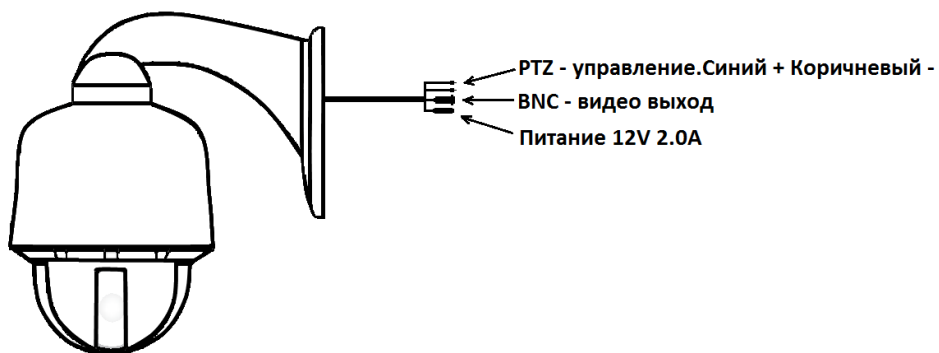 PTZ - управление.Синий + Коричневый -
BNC - видео выход
Питание 12V 2.0A